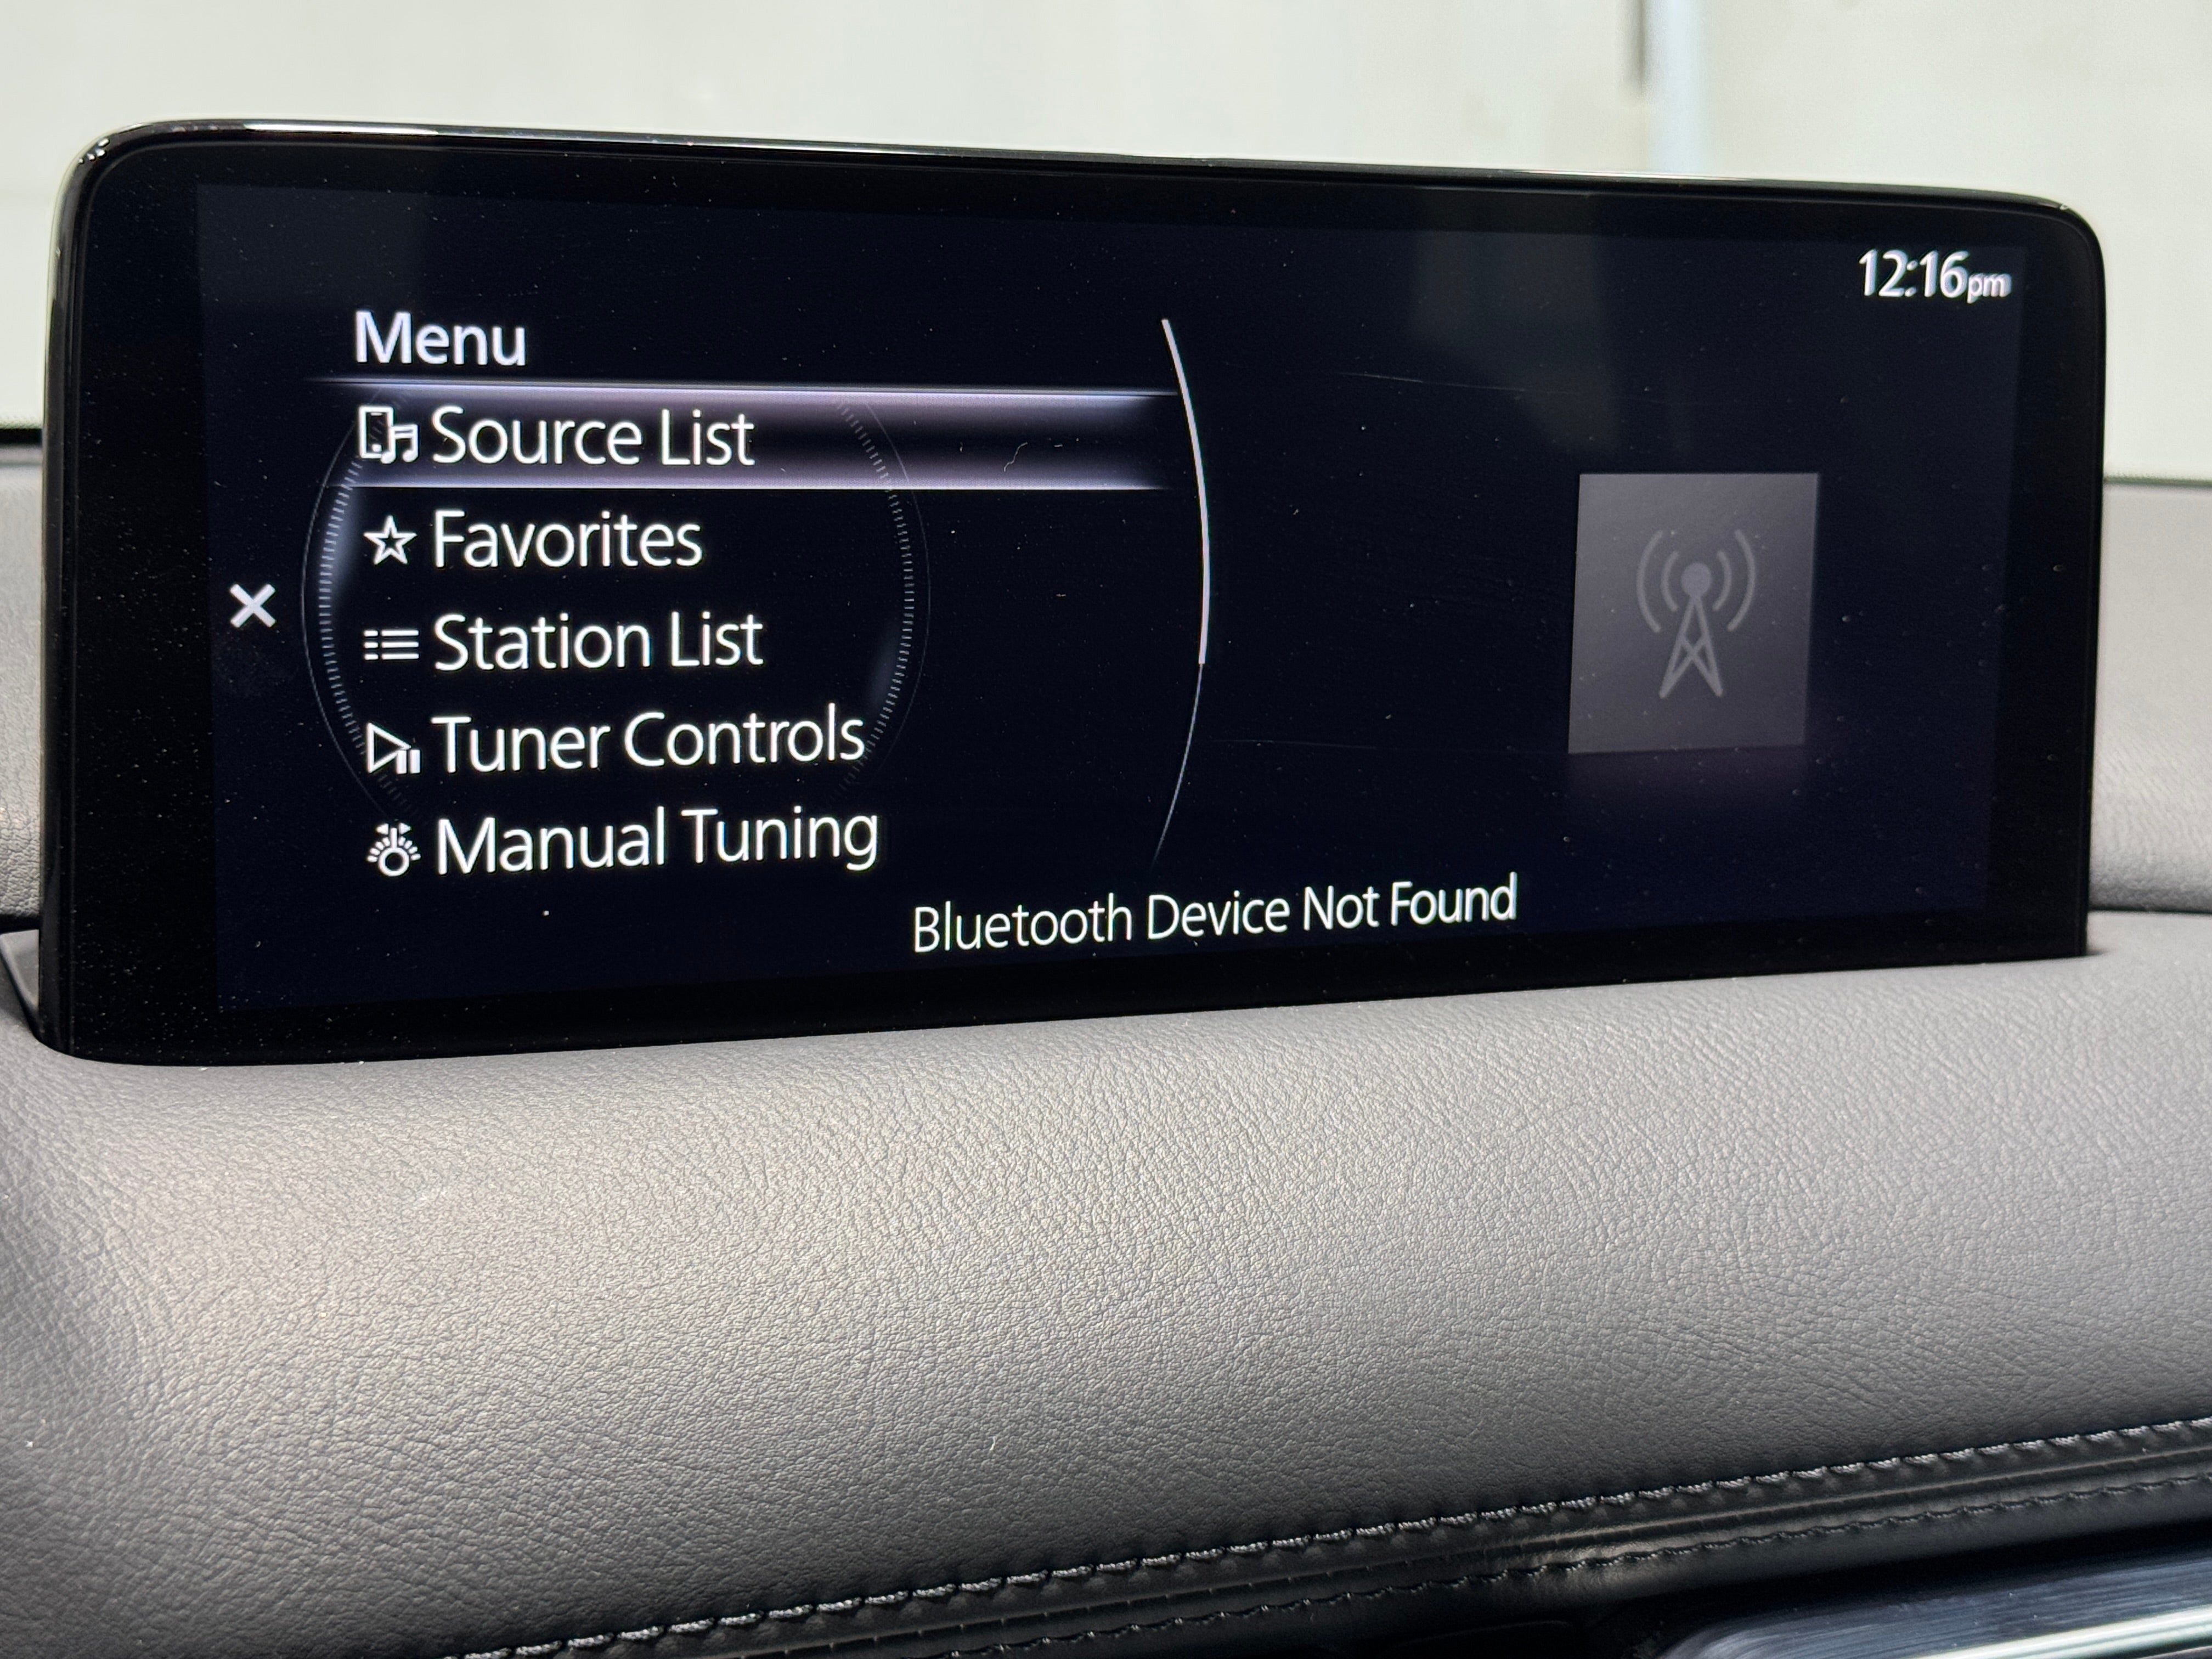 12:16pm
Menu
Source List
Favorites
Station List
Tuner Controls
Manual Tuning
Bluetooth Device Not Found